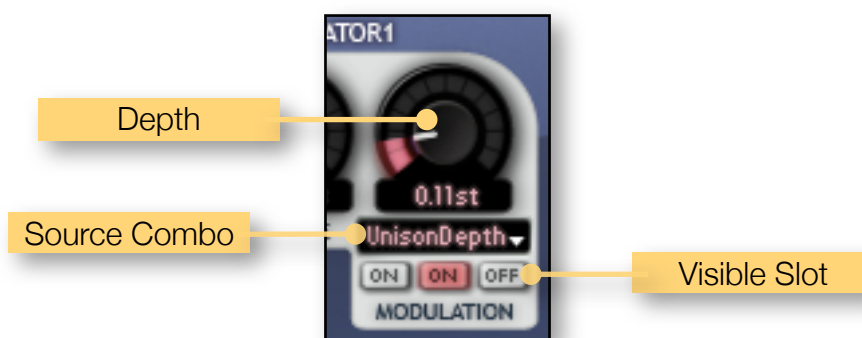 ATOR1
Depth
0.11st
Source Combo
UnisonDepth
ON ON OFF
Visible Slot
MODULATION